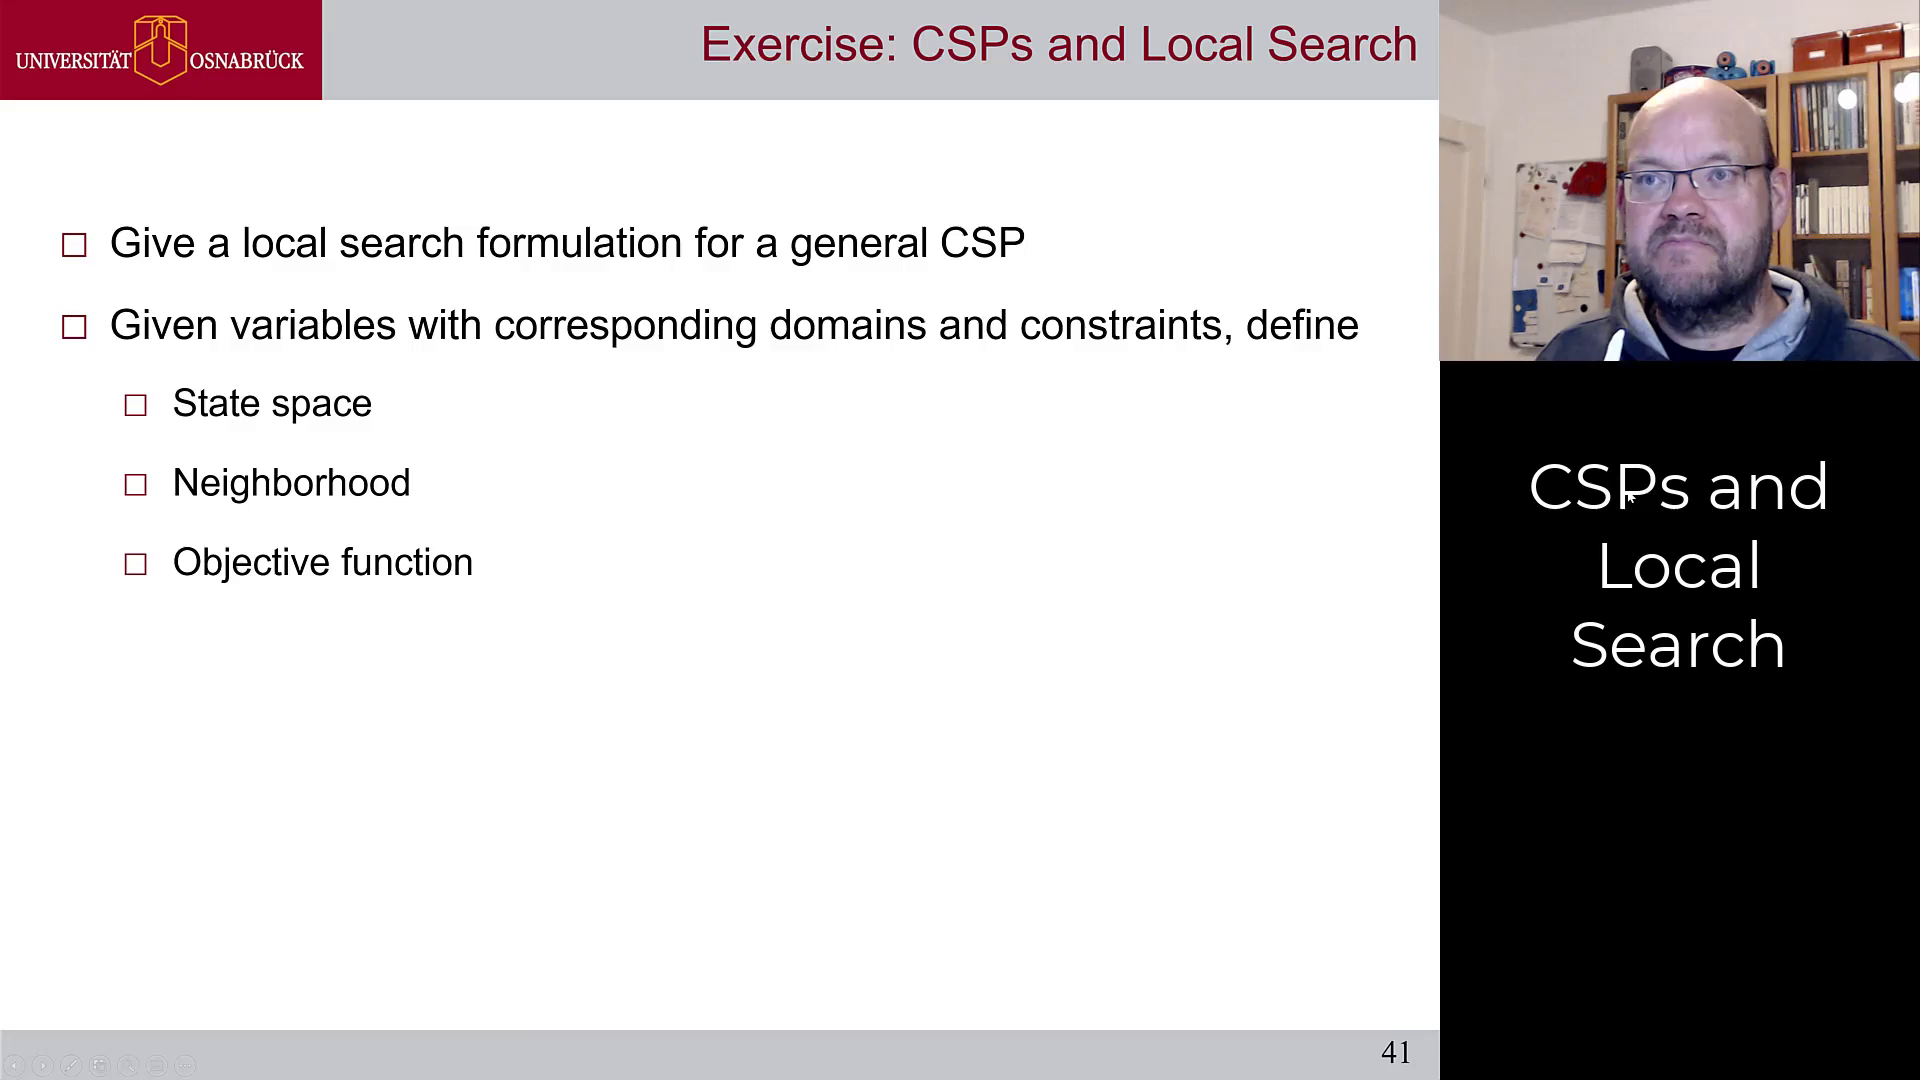 UNIVERSITÄT OSNABRÜCK
Exercise: CSPs and Local Search
Give a local search formulation for a general CSP
Given variables with corresponding domains and constraints, define
State space
Neighborhood
Objective function
41
CSPs and
Local
Search